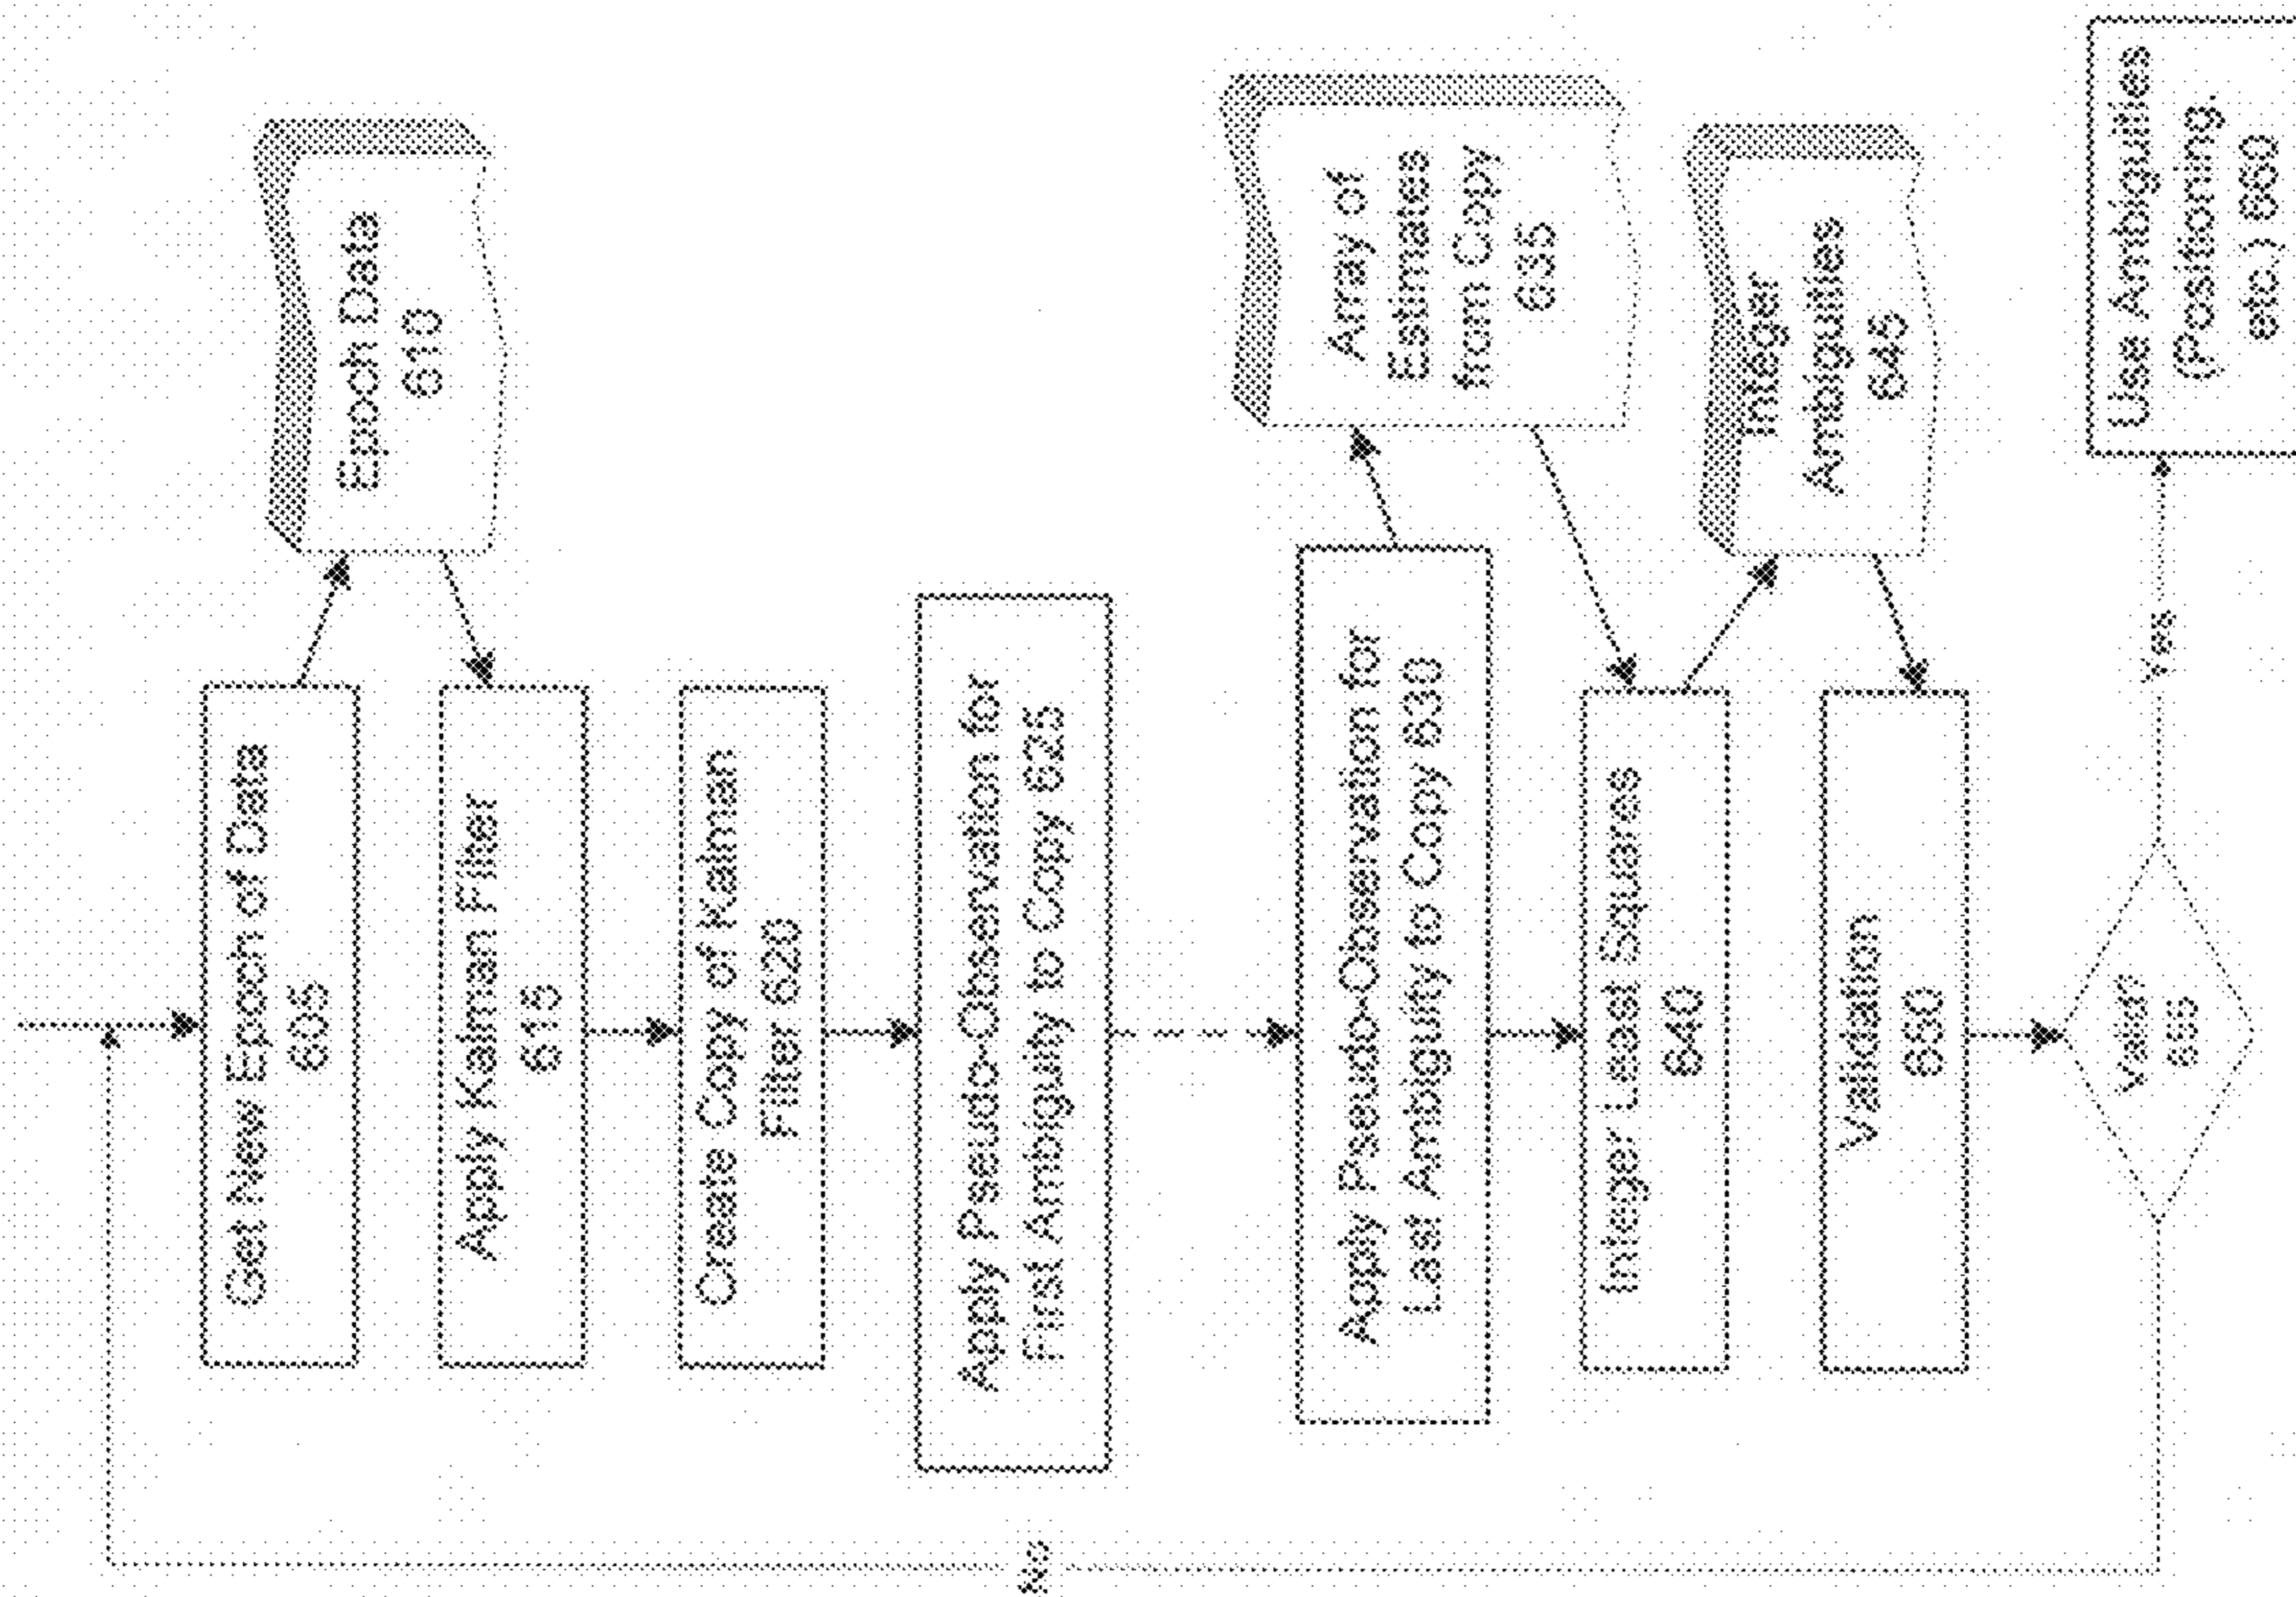 Get New Epoch of Data
605
Epoch Data
610
Apply Kalman Filter
615
Create Copy of Kalman
Filter 620
Apply Pseudo-Observation for
First Ambiguity to Copy 625
Apply Pseudo-Observation for
Last Ambiguity to Copy 630
Array of
Estimates
from Copy
635
Integer Least Squares
640
Integer
Ambiguities
645
Validation
650
Valid?
655
Yes
Use Ambiguities
(Positioning,
etc.) 660
No